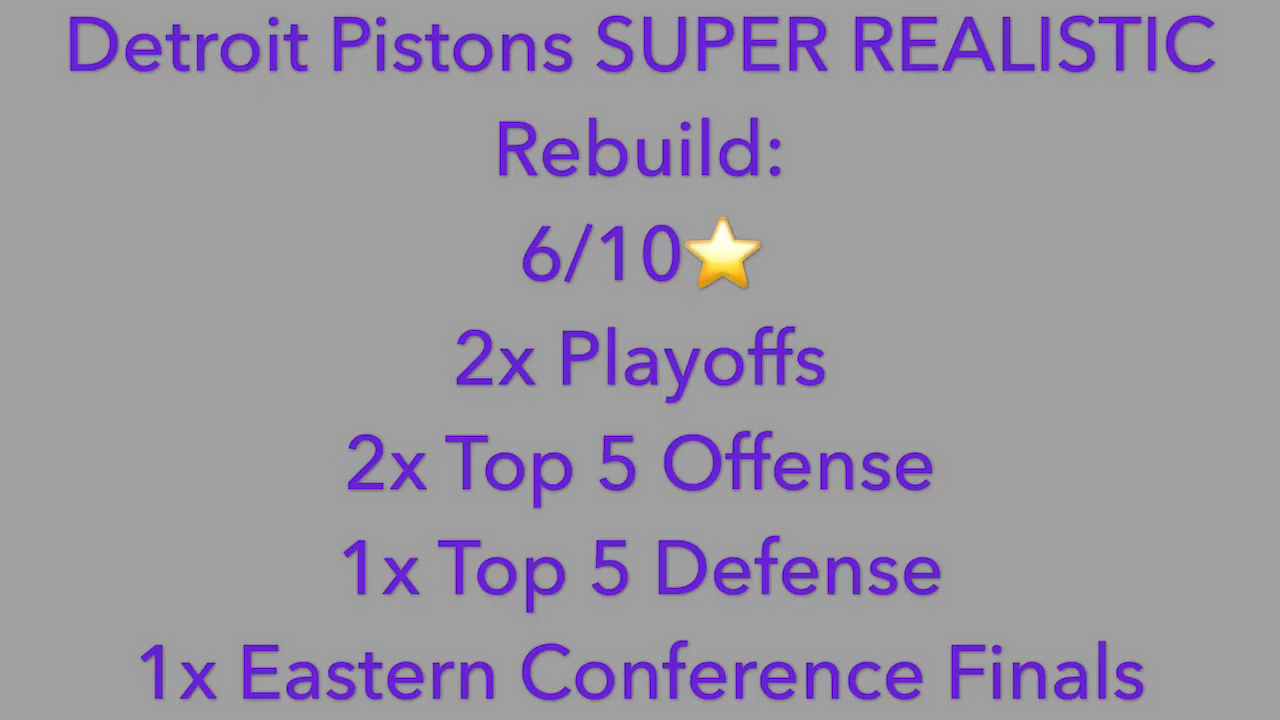 Detroit Pistons SUPER REALISTIC
Rebuild:
6/10⭐
2x Playoffs
2x Top 5 Offense
1x Top 5 Defense
1x Eastern Conference Finals